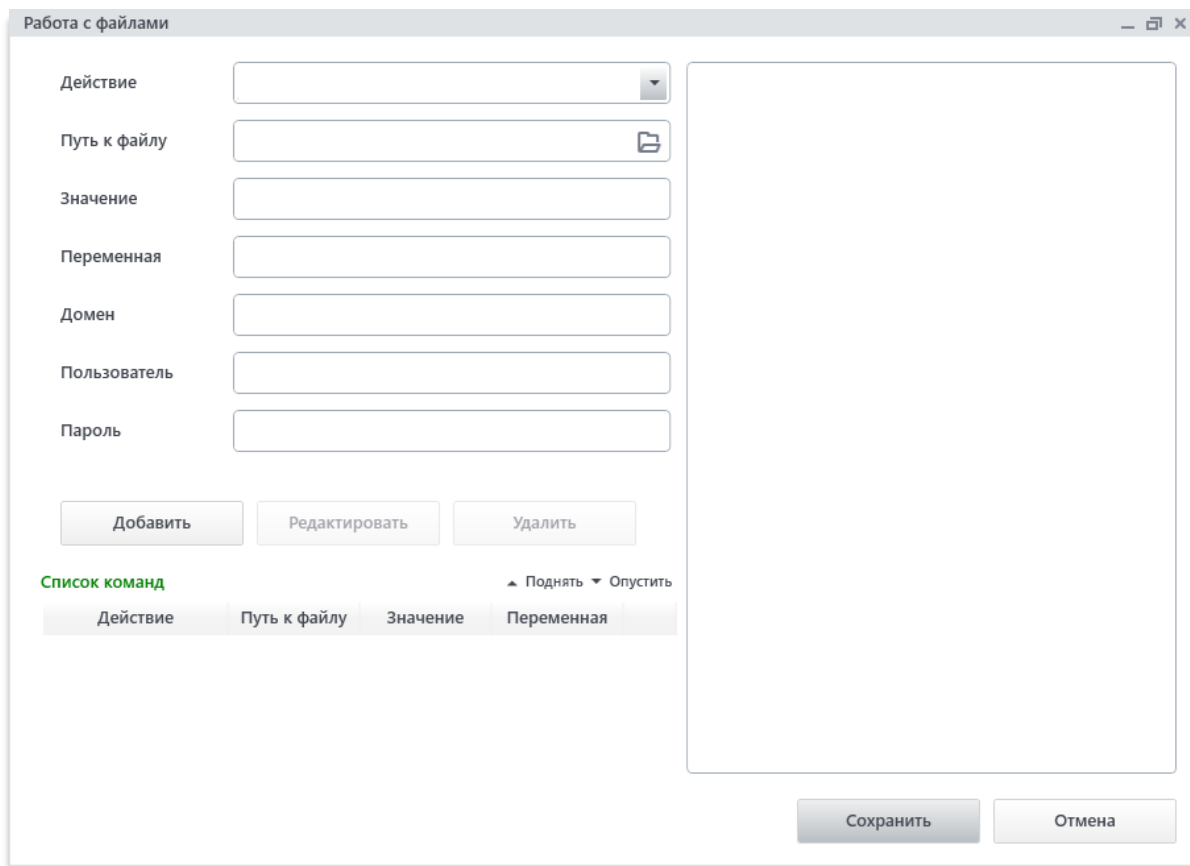 Работа с файлами
Действие
Путь к файлу
Значение
Переменная
Домен
Пользователь
Пароль
Добавить Редактировать Удалить
Список команд Поднять Опустить
Действие Путь к файлу Значение Переменная
Сохранить Отмена